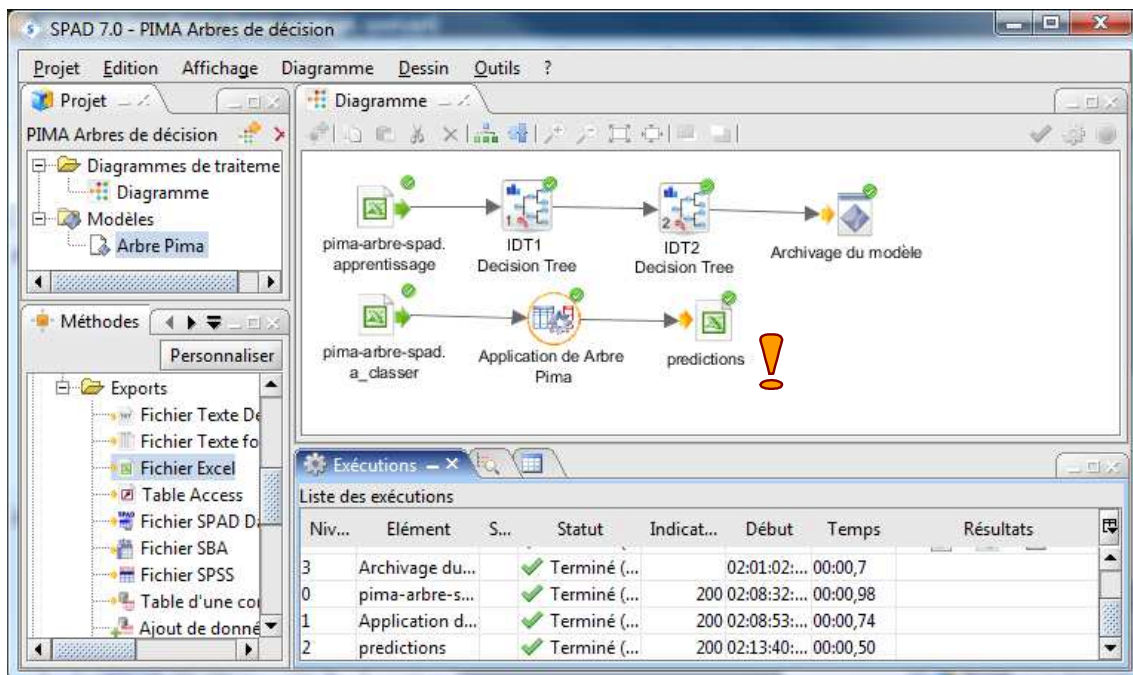 SPAD 7.0 - PIMA Arbres de décision
Projet Edition Affichage Diagramme Dessin Outils ?
Projet
PIMA Arbres de décision
Diagrammes de traiteme
Diagramme
Modèles
Arbre Pima
Méthodes
Personnaliser
Exports
Fichier Texte De
Fichier Texte fo
Fichier Excel
Table Access
Fichier SPAD Da
Fichier SBA
Fichier SPSS
Table d'une con
Ajout de donné
Diagramme
pima-arbre-spad.
apprentissage
IDT1
Decision Tree
IDT2
Decision Tree
Archivage du modèle
pima-arbre-spad.
a_classer
Application de Arbre
Pima
predictions
!
Exécutions
Liste des exécutions
Niv... Elément S... Statut Indicat... Début Temps Résultats
3 Archivage du... Terminé (... 02:01:02:... 00:00,7
0 pima-arbre-s... Terminé (... 200 02:08:32:... 00:00,98
1 Application d... Terminé (... 200 02:08:53:... 00:00,74
2 predictions Terminé (... 200 02:13:40:... 00:00,50